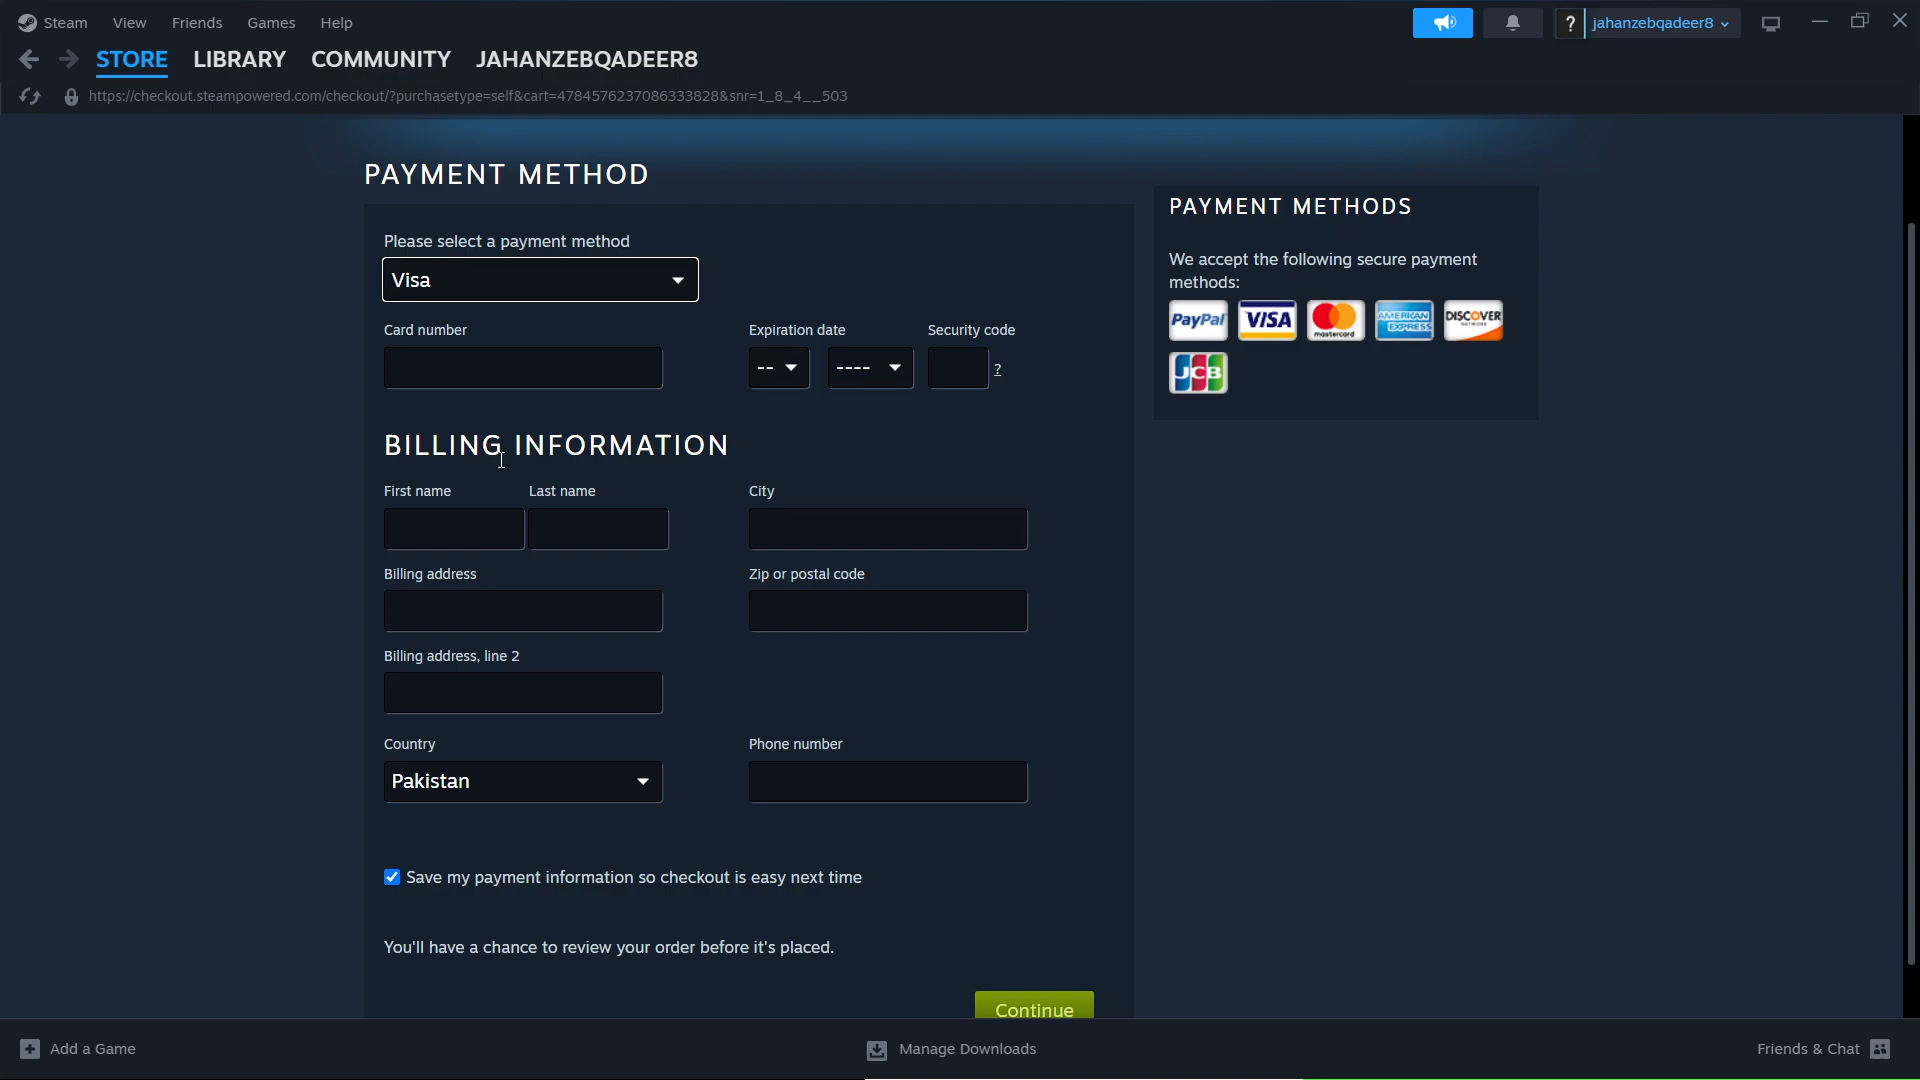 Steam View Friends Games Help
? jahanzebqadeer8
STORE LIBRARY COMMUNITY JAHANZEBQADEER8
https://checkout.steampowered.com/checkout/?purchasetype=self&cart=4784576237086333828&snr=1_8_4__503
PAYMENT METHOD
Please select a payment method
Visa
Card number Expiration date Security code
-- ---- ?
BILLING INFORMATION
First name Last name City
Billing address Zip or postal code
Billing address, line 2
Country Phone number
Pakistan
Save my payment information so checkout is easy next time
You'll have a chance to review your order before it's placed.
Continue
PAYMENT METHODS
We accept the following secure payment
methods:
PayPal VISA mastercard AMERICAN EXPRESS DISCOVER NETWORK
JCB
Add a Game Manage Downloads Friends & Chat